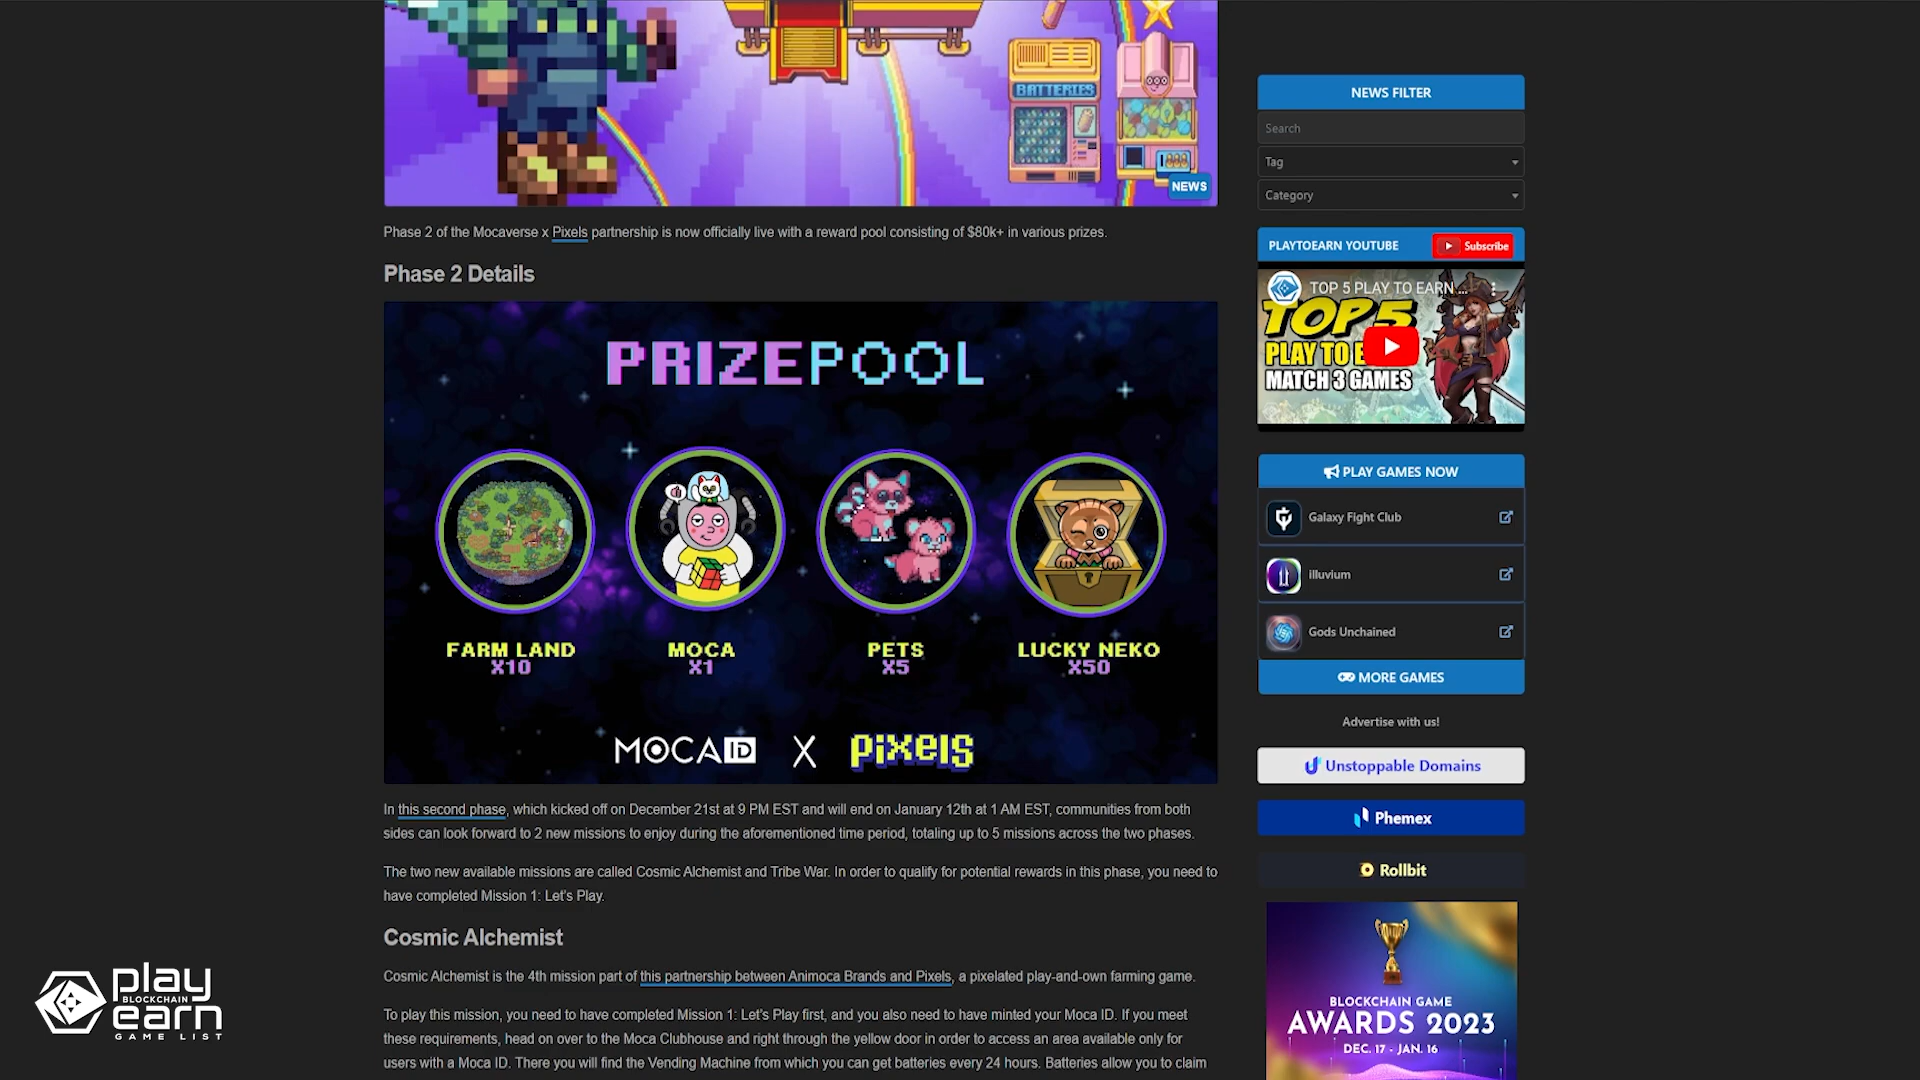 BATTERIES
NEWS
Phase 2 of the Mocaverse x Pixels partnership is now officially live with a reward pool consisting of $80k+ in various prizes.
Phase 2 Details
PRIZEPOOL
FARM LAND
X10
MOCA
X1
PETS
X5
LUCKY NEKO
X50
MOCA ID X pixels
In this second phase, which kicked off on December 21st at 9 PM EST and will end on January 12th at 1 AM EST, communities from both
sides can look forward to 2 new missions to enjoy during the aforementioned time period, totaling up to 5 missions across the two phases.
The two new available missions are called Cosmic Alchemist and Tribe War. In order to qualify for potential rewards in this phase, you need to
have completed Mission 1: Let's Play.
Cosmic Alchemist
Cosmic Alchemist is the 4th mission part of this partnership between Animoca Brands and Pixels, a pixelated play-and-own farming game.
To play this mission, you need to have completed Mission 1: Let's Play first, and you also need to have minted your Moca ID. If you meet
these requirements, head on over to the Moca Clubhouse and right through the yellow door in order to access an area available only for
users with a Moca ID. There you will find the Vending Machine from which you can get batteries every 24 hours. Batteries allow you to claim
NEWS FILTER
Search
Tag
Category
PLAYTOEARN YOUTUBE
Subscribe
TOP 5 PLAY TO EARN ...
TOP 5
PLAY TO E
MATCH 3 GAMES
PLAY GAMES NOW
Galaxy Fight Club
illuvium
Gods Unchained
MORE GAMES
Advertise with us!
Unstoppable Domains
Phemex
Rollbit
BLOCKCHAIN GAME
AWARDS 2023
DEC. 17 - JAN. 16
play
BLOCKCHAIN
earn
GAME LIST